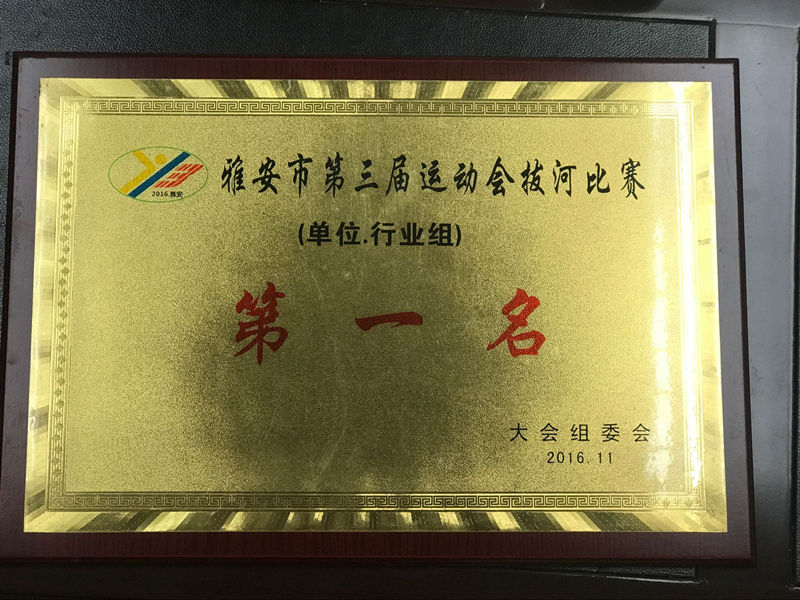 雅安市第三届运动会拔河比赛
2016.雅安
(单位.行业组)
第一名
大会组委会
2016.11